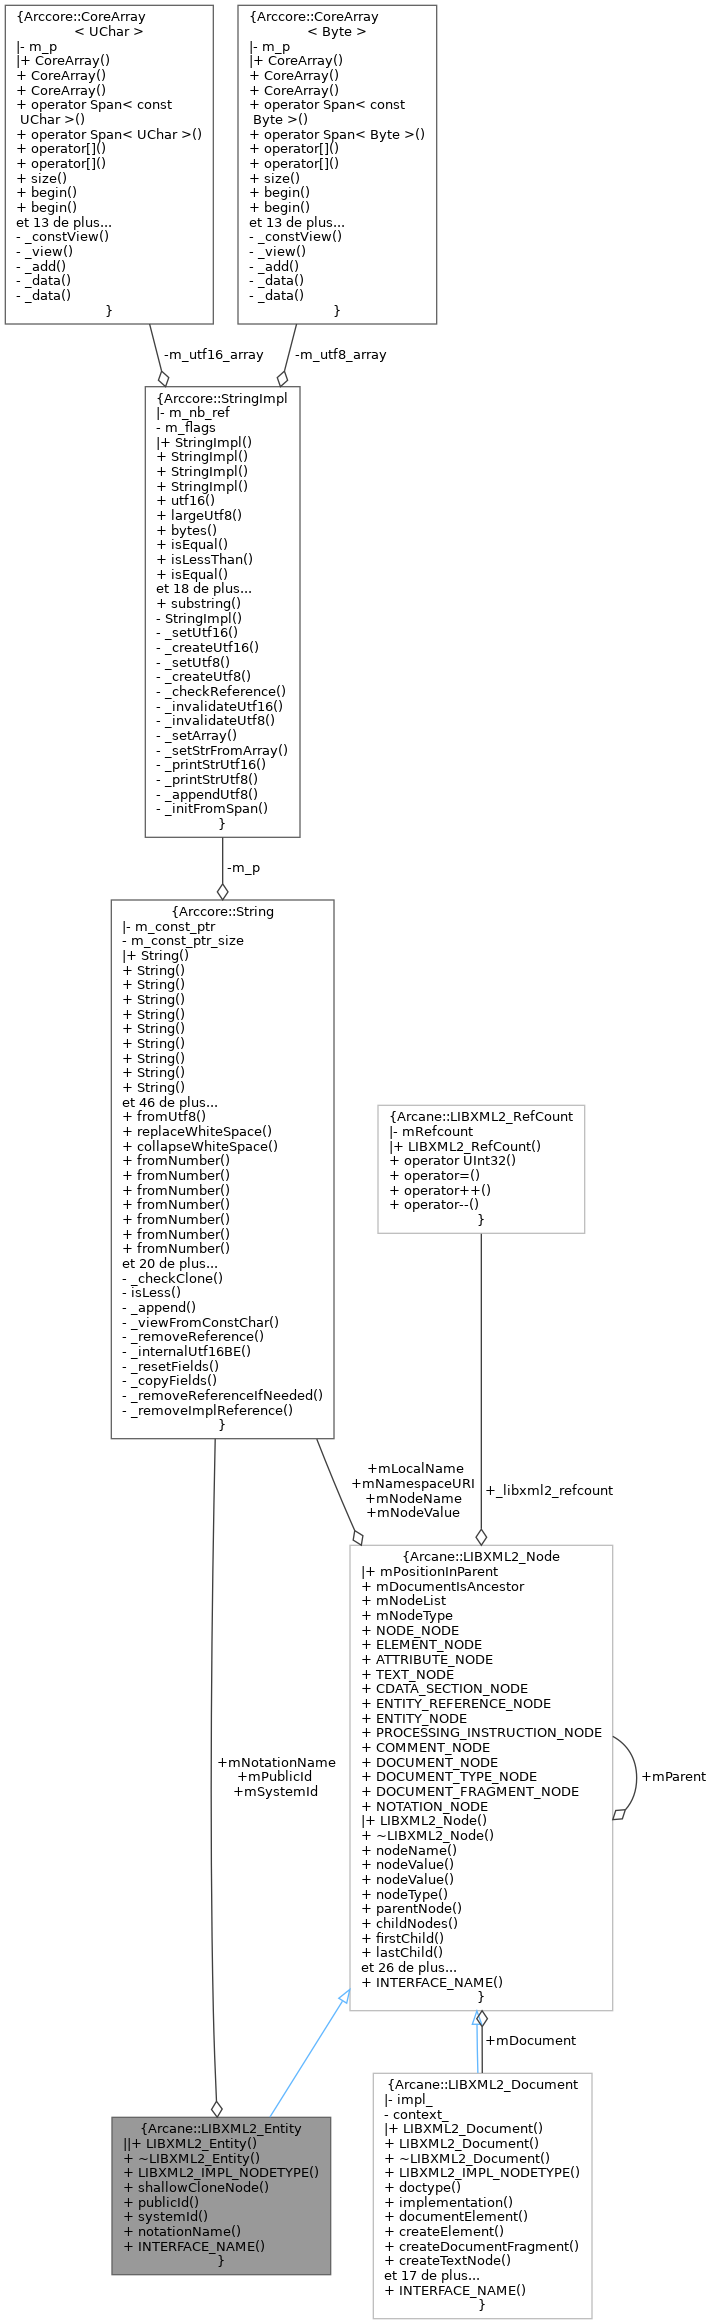 {Arccore::CoreArray
< UChar >
|- m_p
|+ CoreArray()
+ CoreArray()
+ CoreArray()
+ operator Span< const
UChar >()
+ operator Span< UChar >()
+ operator[]()
+ operator[]()
+ size()
+ begin()
+ begin()
et 13 de plus...
- _constView()
- _view()
- _add()
- _data()
- _data()
}
{Arccore::CoreArray
< Byte >
|- m_p
|+ CoreArray()
+ CoreArray()
+ CoreArray()
+ operator Span< const
Byte >()
+ operator Span< Byte >()
+ operator[]()
+ operator[]()
+ size()
+ begin()
+ begin()
et 13 de plus...
- _constView()
- _view()
- _add()
- _data()
- _data()
}
-m_utf16_array
-m_utf8_array
{Arccore::StringImpl
|- m_nb_ref
- m_flags
|+ StringImpl()
+ StringImpl()
+ StringImpl()
+ StringImpl()
+ utf16()
+ largeUtf8()
+ bytes()
+ isEqual()
+ isLessThan()
+ isEqual()
et 18 de plus...
+ substring()
- StringImpl()
- _setUtf16()
- _createUtf16()
- _setUtf8()
- _createUtf8()
- _checkReference()
- _invalidateUtf16()
- _invalidateUtf8()
- _setArray()
- _setStrFromArray()
- _printStrUtf16()
- _printStrUtf8()
- _appendUtf8()
- _initFromSpan()
}
-m_p
{Arccore::String
|- m_const_ptr
- m_const_ptr_size
|+ String()
+ String()
+ String()
+ String()
+ String()
+ String()
+ String()
+ String()
+ String()
+ String()
et 46 de plus...
+ fromUtf8()
+ replaceWhiteSpace()
+ collapseWhiteSpace()
+ fromNumber()
+ fromNumber()
+ fromNumber()
+ fromNumber()
+ fromNumber()
+ fromNumber()
+ fromNumber()
et 20 de plus...
- _checkClone()
- isLess()
- _append()
- _viewFromConstChar()
- _removeReference()
- _internalUtf16BE()
- _resetFields()
- _copyFields()
- _removeReferenceIfNeeded()
- _removeImplReference()
}
{Arcane::LIBXML2_RefCount
|- mRefcount
|+ LIBXML2_RefCount()
+ operator UInt32()
+ operator=()
+ operator++()
+ operator--()
}
+mLocalName
+mNamespaceURI
+mNodeName
+mNodeValue
+_libxml2_refcount
{Arcane::LIBXML2_Node
|+ mPositionInParent
+ mDocumentIsAncestor
+ mNodeList
+ mNodeType
+ NODE_NODE
+ ELEMENT_NODE
+ ATTRIBUTE_NODE
+ TEXT_NODE
+ CDATA_SECTION_NODE
+ ENTITY_REFERENCE_NODE
+ ENTITY_NODE
+ PROCESSING_INSTRUCTION_NODE
+ COMMENT_NODE
+ DOCUMENT_NODE
+ DOCUMENT_TYPE_NODE
+ DOCUMENT_FRAGMENT_NODE
+ NOTATION_NODE
|+ LIBXML2_Node()
+ ~LIBXML2_Node()
+ nodeName()
+ nodeValue()
+ nodeValue()
+ nodeType()
+ parentNode()
+ childNodes()
+ firstChild()
+ lastChild()
et 26 de plus...
+ INTERFACE_NAME()
}
+mParent
+mNotationName
+mPublicId
+mSystemId
+mDocument
{Arcane::LIBXML2_Entity
||+ LIBXML2_Entity()
+ ~LIBXML2_Entity()
+ LIBXML2_IMPL_NODETYPE()
+ shallowCloneNode()
+ publicId()
+ systemId()
+ notationName()
+ INTERFACE_NAME()
}
{Arcane::LIBXML2_Document
|- impl_
- context_
|+ LIBXML2_Document()
+ LIBXML2_Document()
+ ~LIBXML2_Document()
+ LIBXML2_IMPL_NODETYPE()
+ doctype()
+ implementation()
+ documentElement()
+ createElement()
+ createDocumentFragment()
+ createTextNode()
et 17 de plus...
+ INTERFACE_NAME()
}